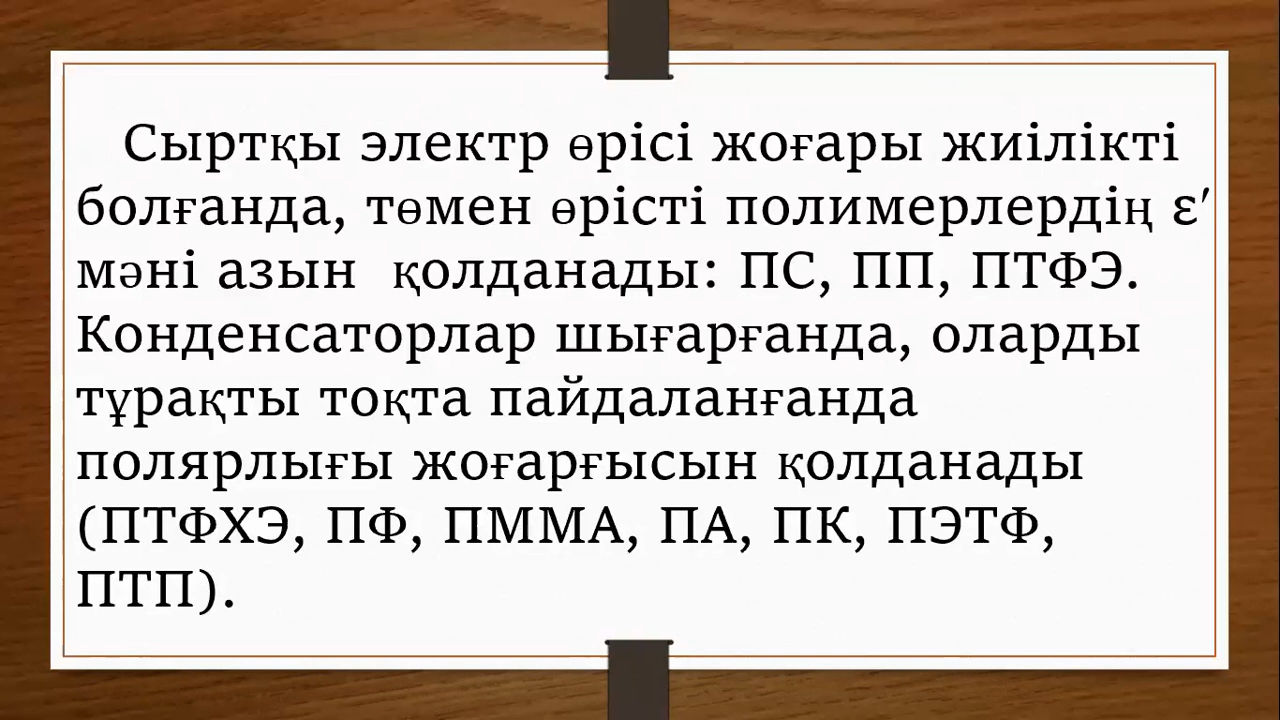 Сыртқы электр өрісі жоғары жиілікті
болғанда, төмен өрісті полимерлердің ε′
мәні азын қолданады: ПС, ПП, ПТФЭ.
Конденсаторлар шығарғанда, оларды
тұрақты тоқта пайдаланғанда
полярлығы жоғарғысын қолданады
(ПТФХЭ, ПФ, ПММА, ПА, ПК, ПЭТФ,
ПТП).